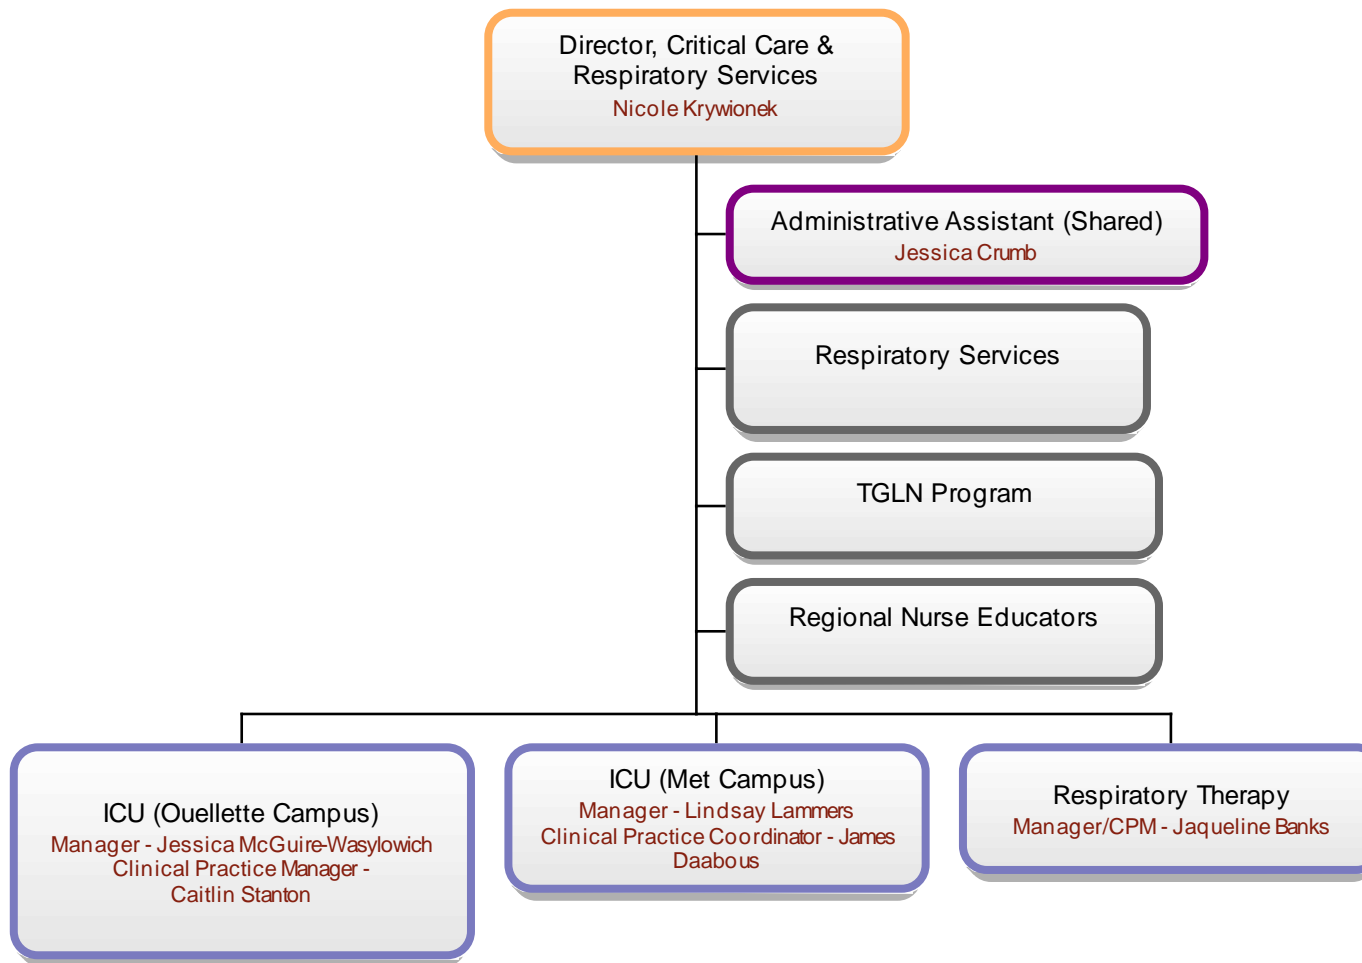 Director, Critical Care &
Respiratory Services
Nicole Krywionek
Administrative Assistant (Shared)
Jessica Crumb
Respiratory Services
TGLN Program
Regional Nurse Educators
ICU (Ouellette Campus)
Manager - Jessica McGuire-Wasylowich
Clinical Practice Manager -
Caitlin Stanton
ICU (Met Campus)
Manager - Lindsay Lammers
Clinical Practice Coordinator - James
Daabous
Respiratory Therapy
Manager/CPM - Jaqueline Banks